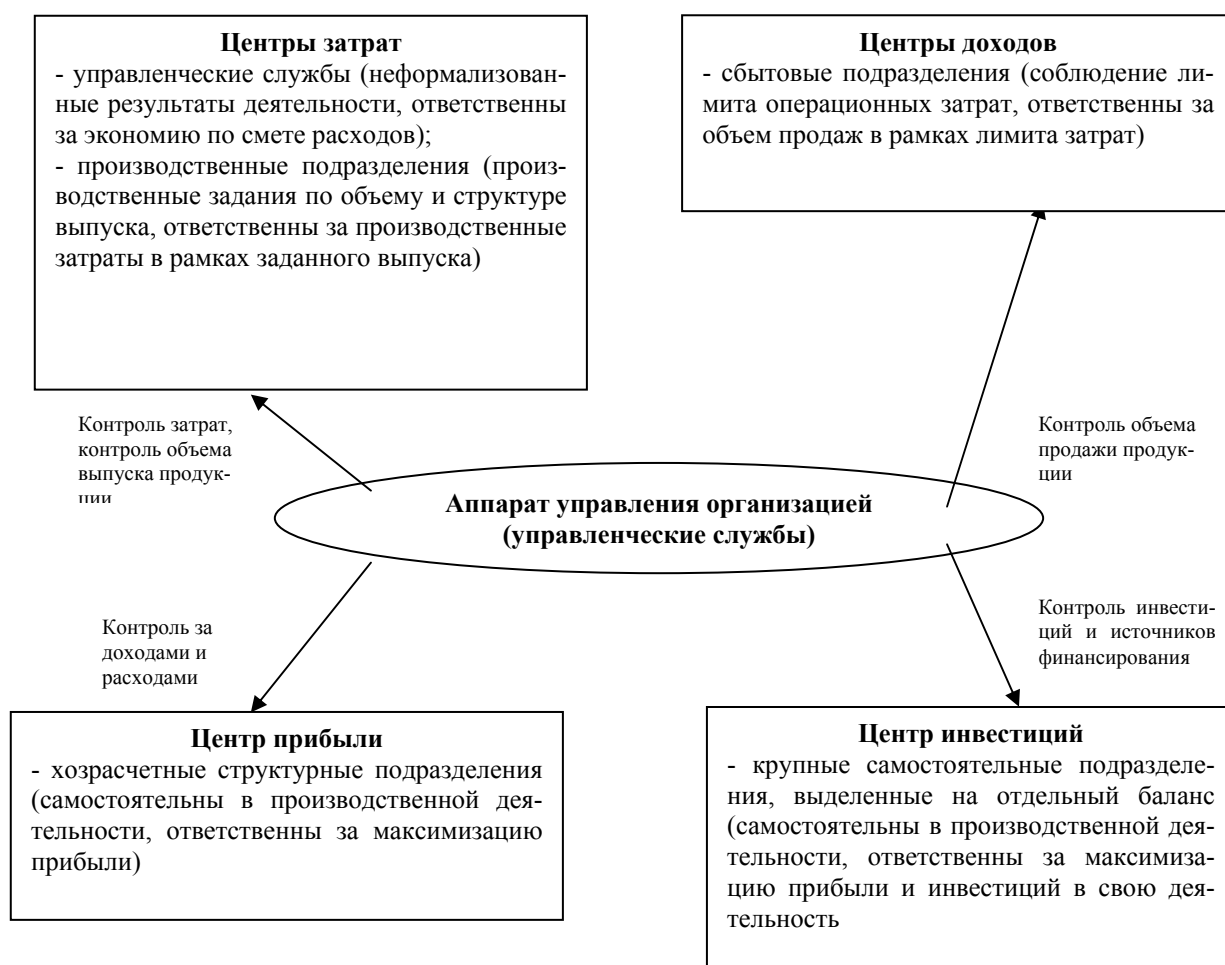 Центры затрат
- управленческие службы (неформализован-
ные результаты деятельности, ответственны
за экономию по смете расходов);
- производственные подразделения (произ-
водственные задания по объему и структуре
выпуска, ответственны за производственные
затраты в рамках заданного выпуска)
Центры доходов
- сбытовые подразделения (соблюдение ли-
мита операционных затрат, ответственны за
объем продаж в рамках лимита затрат)
Контроль затрат,
контроль объема
выпуска продук-
ции
Контроль объема
продажи продук-
ции
Аппарат управления организацией
(управленческие службы)
Контроль за
доходами и
расходами
Контроль инвести-
ций и источников
финансирования
Центр прибыли
- хозрасчетные структурные подразделения
(самостоятельны в производственной дея-
тельности, ответственны за максимизацию
прибыли)
Центр инвестиций
- крупные самостоятельные подразделе-
ния, выделенные на отдельный баланс
(самостоятельны в производственной дея-
тельности, ответственны за максимиза-
цию прибыли и инвестиций в свою дея-
тельность